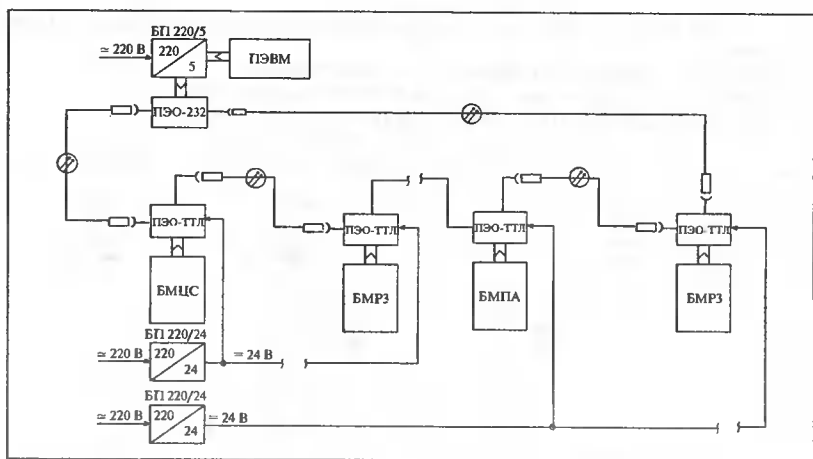 БП 220/5
≃ 220 В
220
5
ПЭВМ
ПЭО-232
ПЭО-ТТЛ
ПЭО-ТТЛ
ПЭО-ТТЛ
ПЭО-ТТЛ
БМЦС
БМРЗ
БМПА
БМРЗ
БП 220/24
≃ 220 В
220
24
= 24 В
БП 220/24
≃ 220 В
220
24
= 24 В